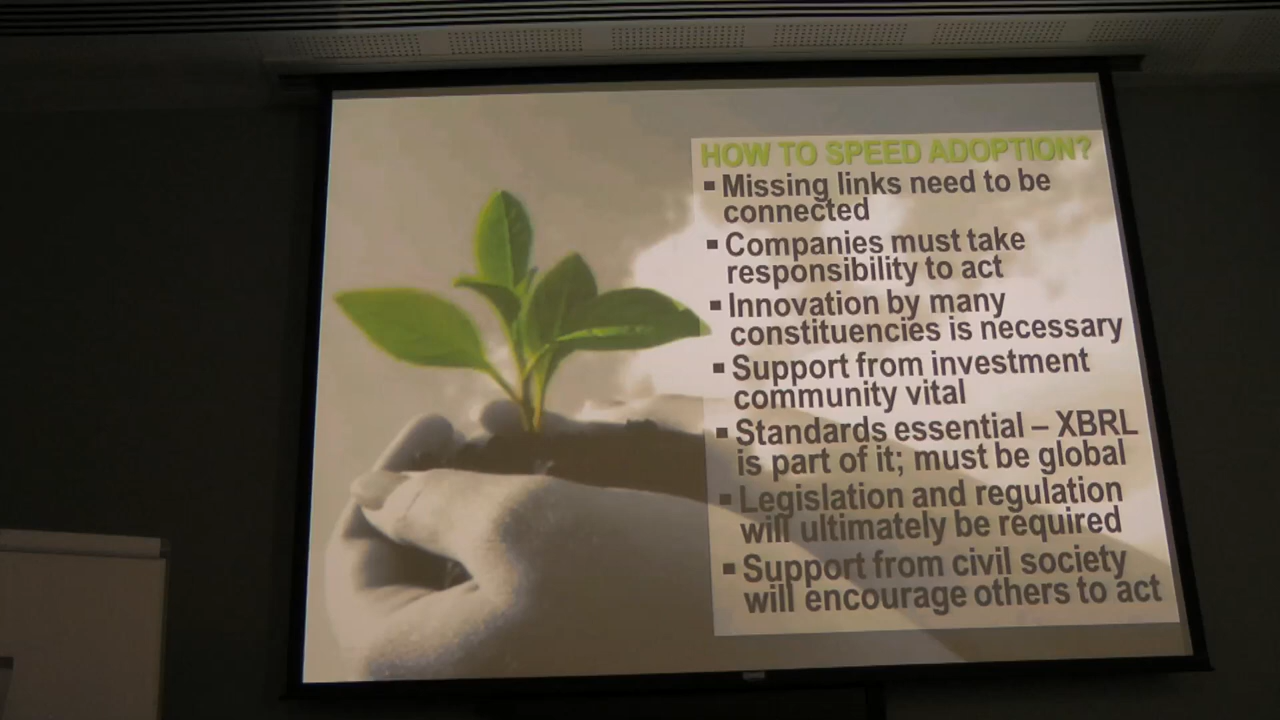 HOW TO SPEED ADOPTION?
▪ Missing links need to be
connected
▪ Companies must take
responsibility to act
▪ Innovation by many
constituencies is necessary
▪ Support from investment
community vital
▪ Standards essential – XBRL
is part of it; must be global
▪ Legislation and regulation
will ultimately be required
▪ Support from civil society
will encourage others to act